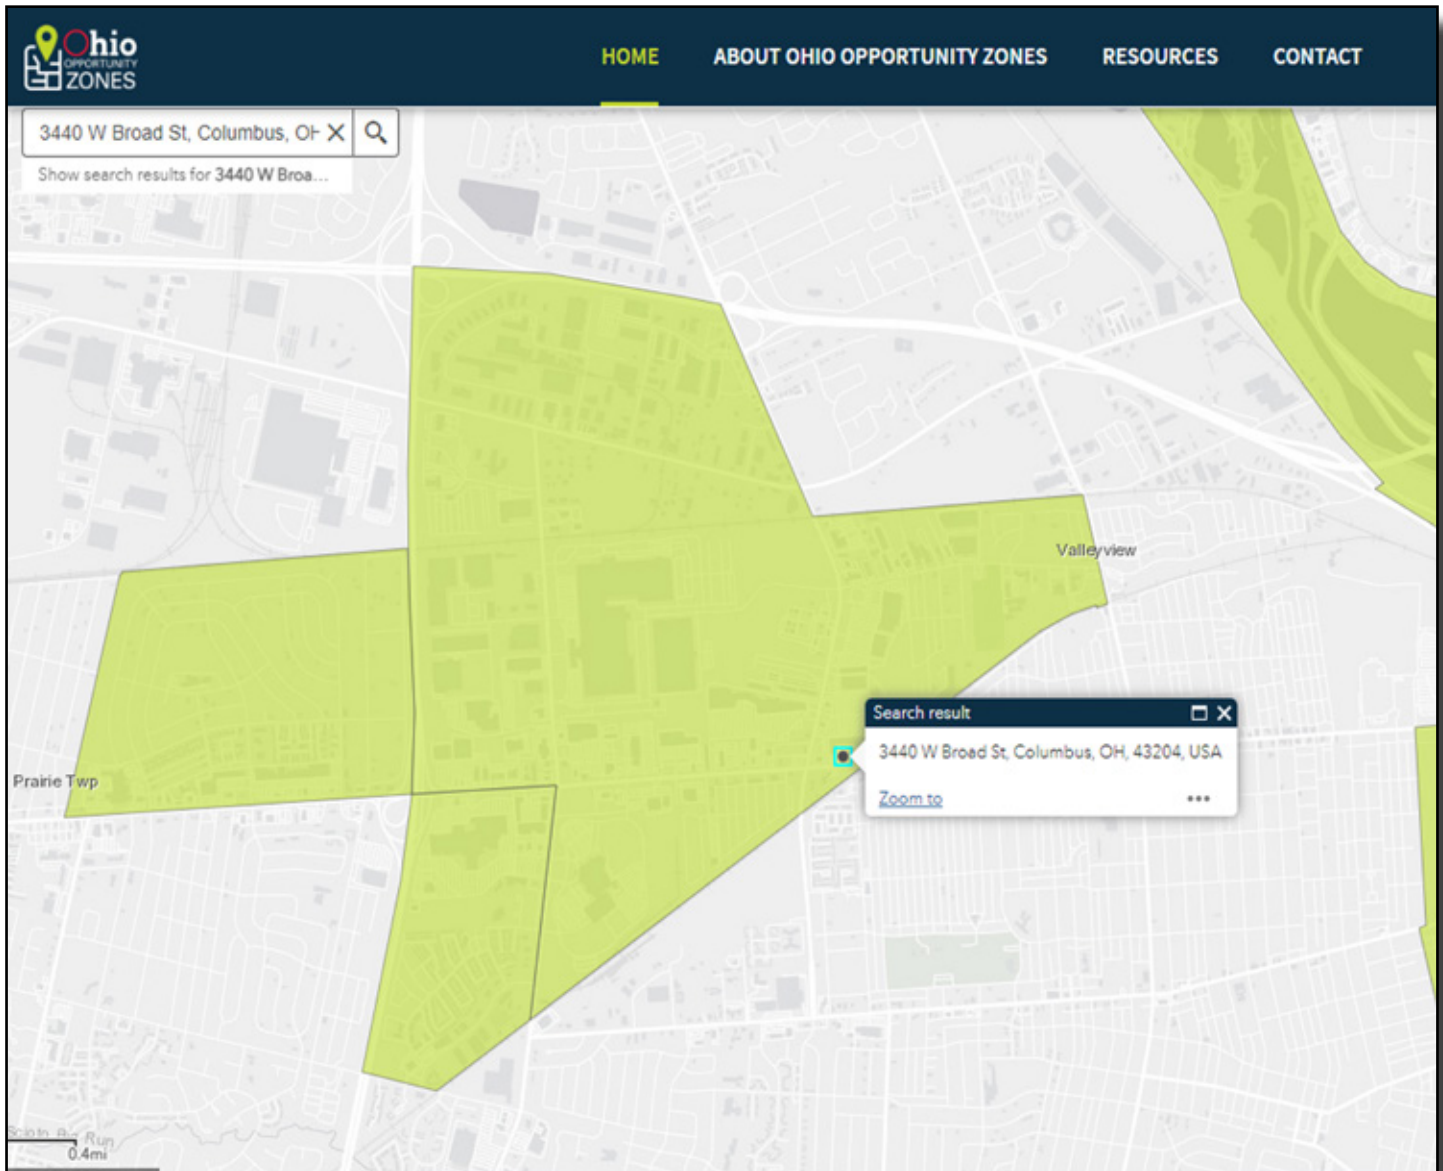 Ohio
OPPORTUNITY
ZONES
HOME
ABOUT OHIO OPPORTUNITY ZONES
RESOURCES
CONTACT
3440 W Broad St, Columbus, OH
Show search results for 3440 W Broa...
Valleyview
Search result
3440 W Broad St, Columbus, OH, 43204, USA
Zoom to
Prairie Twp
Run
0.4mi